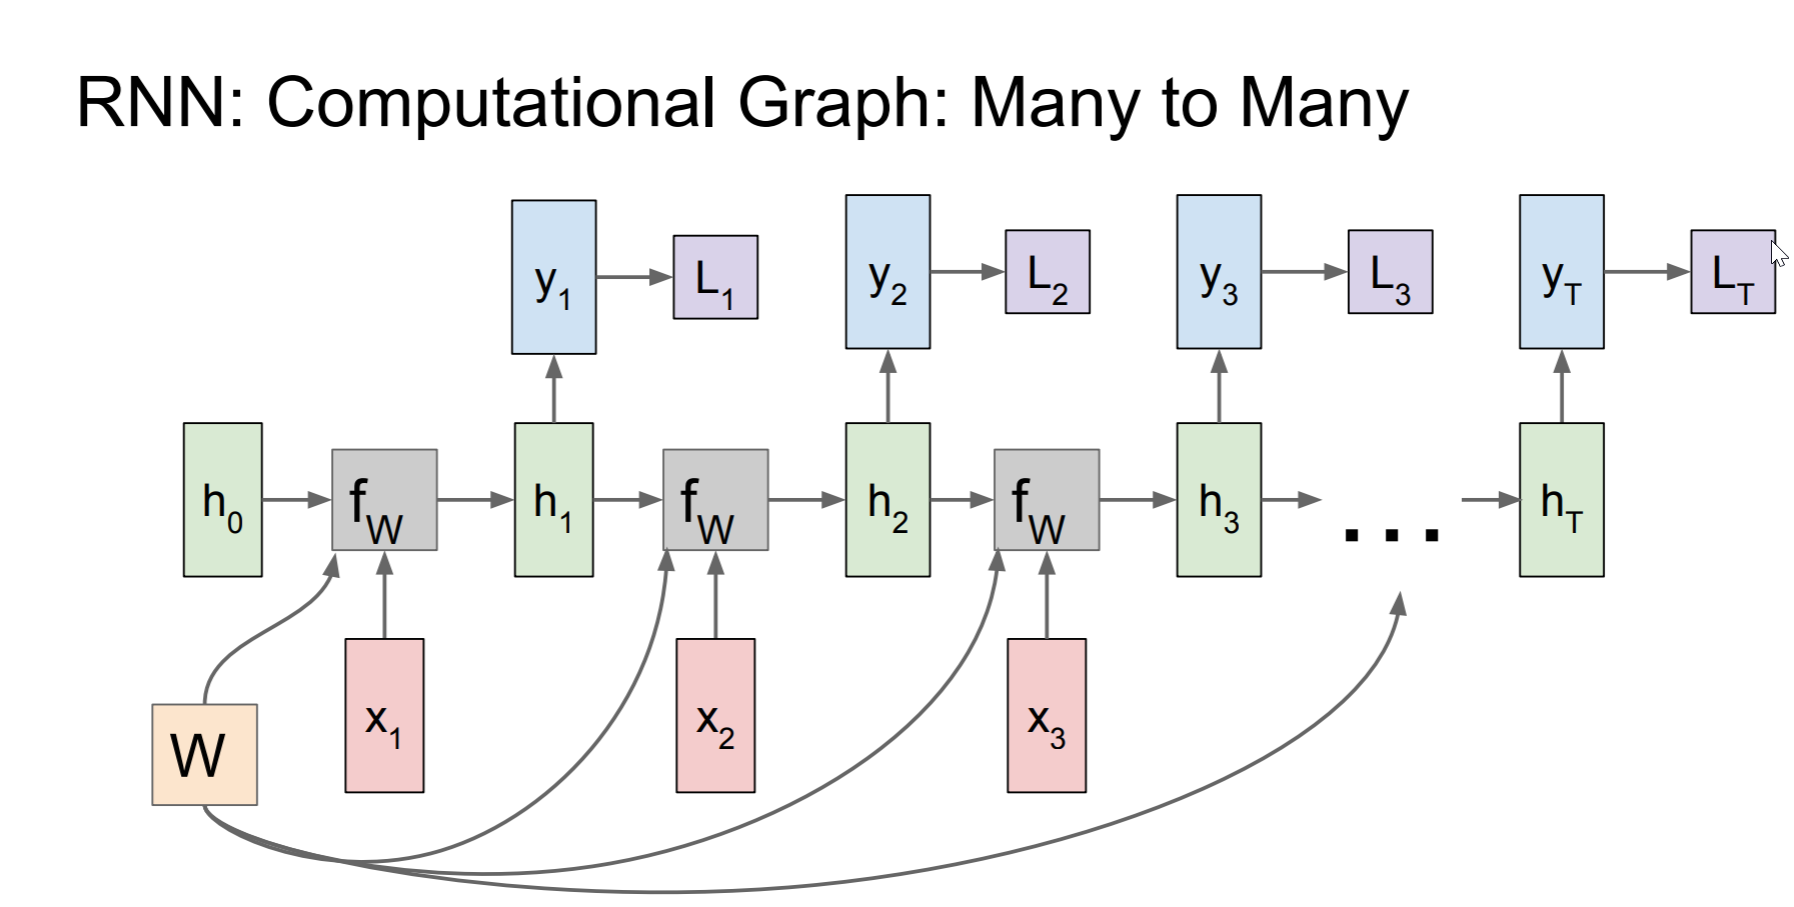 RNN: Computational Graph: Many to Many
y1 L1 y2 L2 y3 L3 yT LT
h0 fW h1 fW h2 fW h3 ... hT
W x1 x2 x3